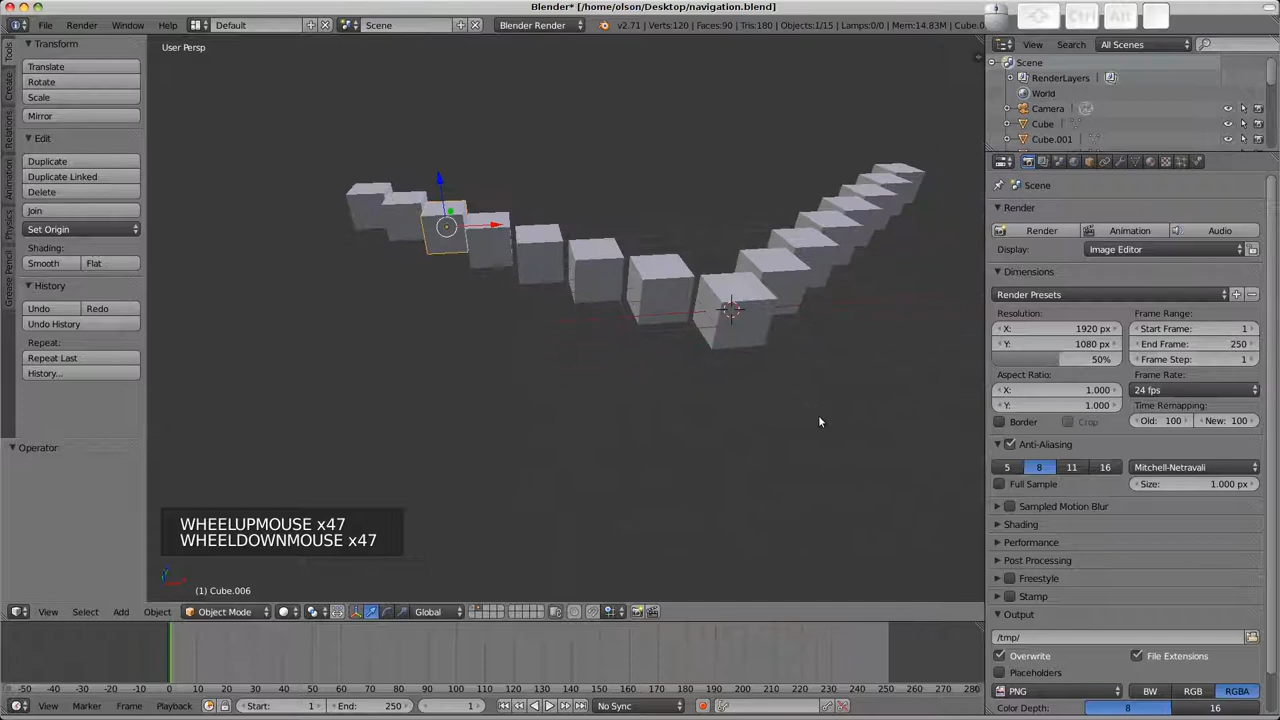 Blender* [/home/olson/Desktop/navigation.blend]
File Render Window Help Default Scene Blender Render v2.71 | Verts:120 | Faces:90 | Tris:180 | Objects:1/15 | Lamps:0/0 | Mem:14.83M | Cube.0
Ctrl Alt
Tools
Create
Relations
Animation
Physics
Grease Pencil
Transform
Translate
Rotate
Scale
Mirror
Edit
Duplicate
Duplicate Linked
Delete
Join
Set Origin
Shading:
Smooth Flat
History
Undo Redo
Undo History
Repeat:
Repeat Last
History...
Operator
User Persp
WHEELUPMOUSE x47
WHEELDOWNMOUSE x47
(1) Cube.006
View Select Add Object Object Mode Global
-50 -40 -30 -20 -10 0 10 20 30 40 50 60 70 80 90 100 110 120 130 140 150 160 170 180 190 200 210 220 230 240 250 260 270 280
View Marker Frame Playback Start: 1 End: 250 1 No Sync
View Search All Scenes
Scene
RenderLayers
World
Camera
Cube
Cube.001
Scene
Render
Render Animation Audio
Display: Image Editor
Dimensions
Render Presets
Resolution: Frame Range:
X: 1920 px Start Frame: 1
Y: 1080 px End Frame: 250
50% Frame Step: 1
Aspect Ratio: Frame Rate:
X: 1.000 24 fps
Y: 1.000 Time Remapping:
Border Crop Old: 100 New: 100
Anti-Aliasing
5 8 11 16 Mitchell-Netravali
Full Sample Size: 1.000 px
Sampled Motion Blur
Shading
Performance
Post Processing
Freestyle
Stamp
Output
/tmp/
Overwrite File Extensions
Placeholders
PNG BW RGB RGBA
Color Depth: 8 16